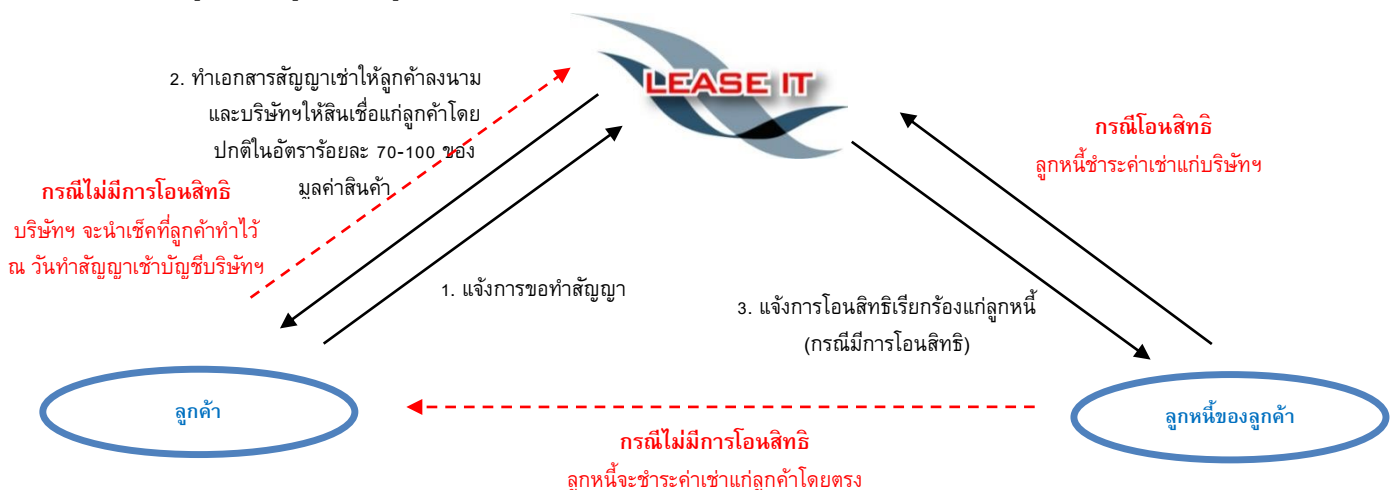 LEASE IT
2. ทำเอกสารสัญญาเช่าให้ลูกค้าลงนาม
และบริษัทฯให้สินเชื่อแก่ลูกค้าโดย
ปกติในอัตราร้อยละ 70-100 ของ
มูลค่าสินค้า
กรณีโอนสิทธิ
ลูกหนี้ชำระค่าเช่าแก่บริษัทฯ
กรณีไม่มีการโอนสิทธิ
บริษัทฯ จะนำเช็คที่ลูกค้าทำไว้
ณ วันทำสัญญาเช้าบัญชีบริษัทฯ
1. แจ้งการขอทำสัญญา
3. แจ้งการโอนสิทธิเรียกร้องแก่ลูกหนี้
(กรณีมีการโอนสิทธิ)
ลูกค้า
ลูกหนี้ของลูกค้า
กรณีไม่มีการโอนสิทธิ
ลูกหนี้จะชำระค่าเช่าแก่ลูกค้าโดยตรง